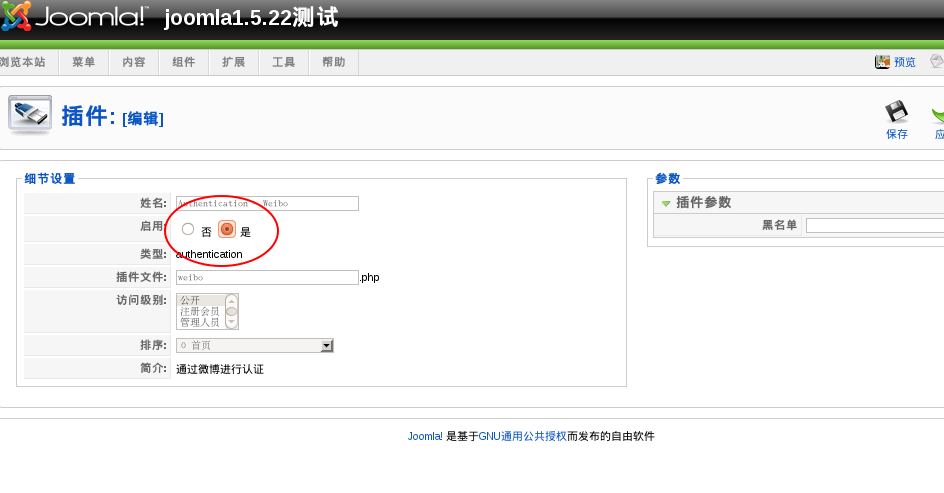 Joomla!™ joomla1.5.22测试
浏览本站 菜单 内容 组件 扩展 工具 帮助 预览
插件: [编辑]
保存
细节设置
姓名: Authentication - Weibo
启用: 否 是
类型: authentication
插件文件: weibo .php
访问级别: 公开
注册会员
管理人员
排序: 0 首页
简介: 通过微博进行认证
参数
插件参数
黑名单
Joomla! 是基于GNU通用公共授权而发布的自由软件